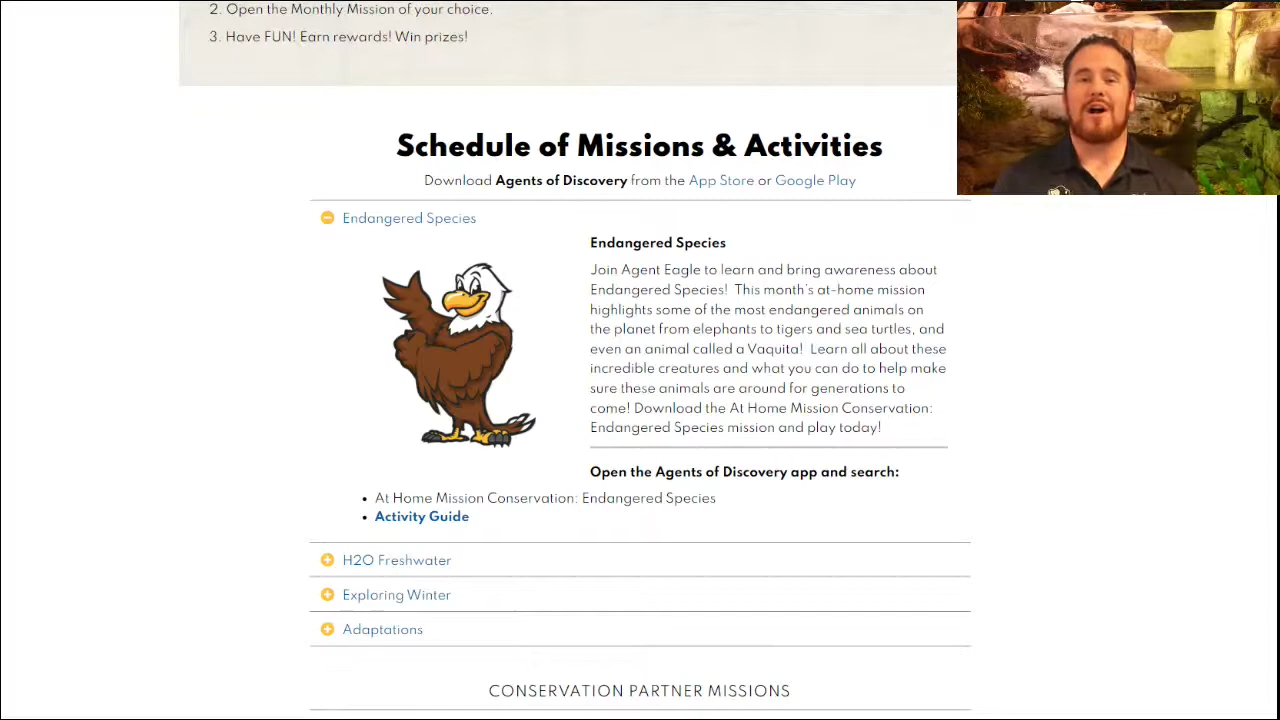 2. Open the Monthly Mission of your choice.
3. Have FUN! Earn rewards! Win prizes!
Schedule of Missions & Activities
Download Agents of Discovery from the App Store or Google Play
Endangered Species
Endangered Species
Join Agent Eagle to learn and bring awareness about
Endangered Species! This month's at-home mission
highlights some of the most endangered animals on
the planet from elephants to tigers and sea turtles, and
even an animal called a Vaquita! Learn all about these
incredible creatures and what you can do to help make
sure these animals are around for generations to
come! Download the At Home Mission Conservation:
Endangered Species mission and play today!
Open the Agents of Discovery app and search:
• At Home Mission Conservation: Endangered Species
• Activity Guide
H2O Freshwater
Exploring Winter
Adaptations
CONSERVATION PARTNER MISSIONS